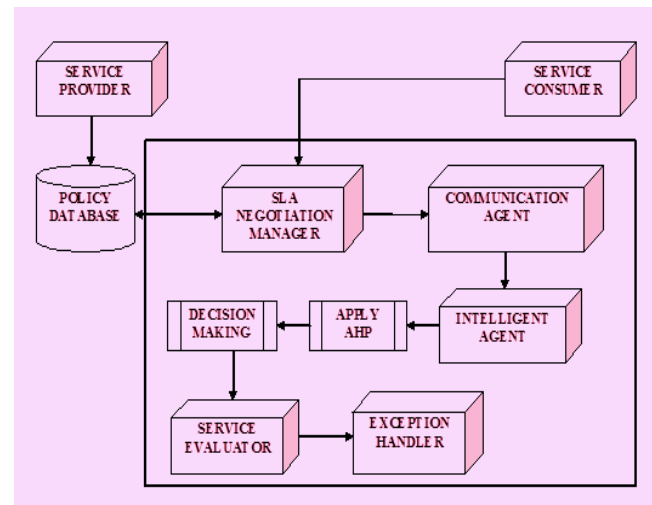 SERVICE
PROVIDER
SERVICE
CONSUMER
POLICY
DATABASE
SLA
NEGOTIATION
MANAGER
COMMUNICATION
AGENT
DECISION
MAKING
APPLY
AHP
INTELLIGENT
AGENT
SERVICE
EVALUATOR
EXCEPTION
HANDLER